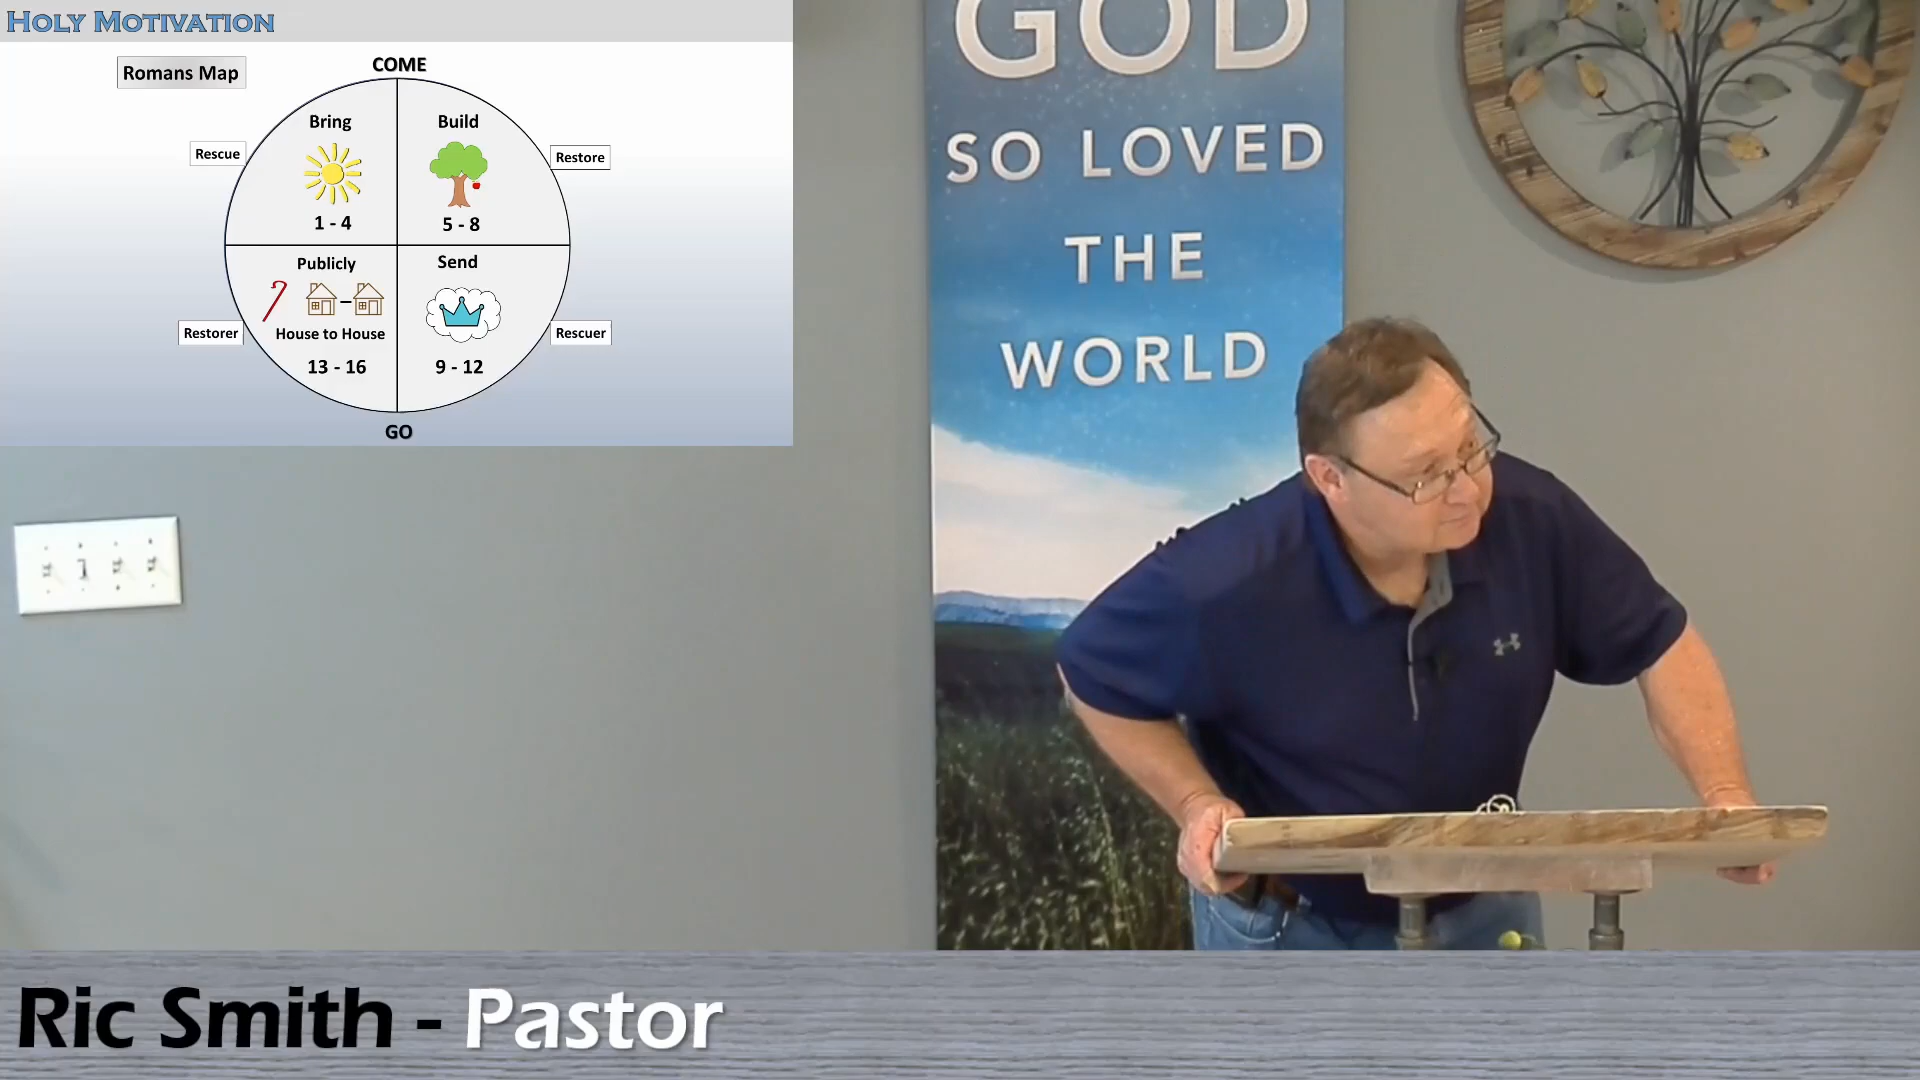 HOLY MOTIVATION
Romans Map
COME
Bring
Build
Rescue
Restore
1 - 4
5 - 8
Publicly
Send
House to House
Restorer
Rescuer
13 - 16
9 - 12
GO
GOD
SO LOVED
THE
WORLD
Ric Smith - Pastor